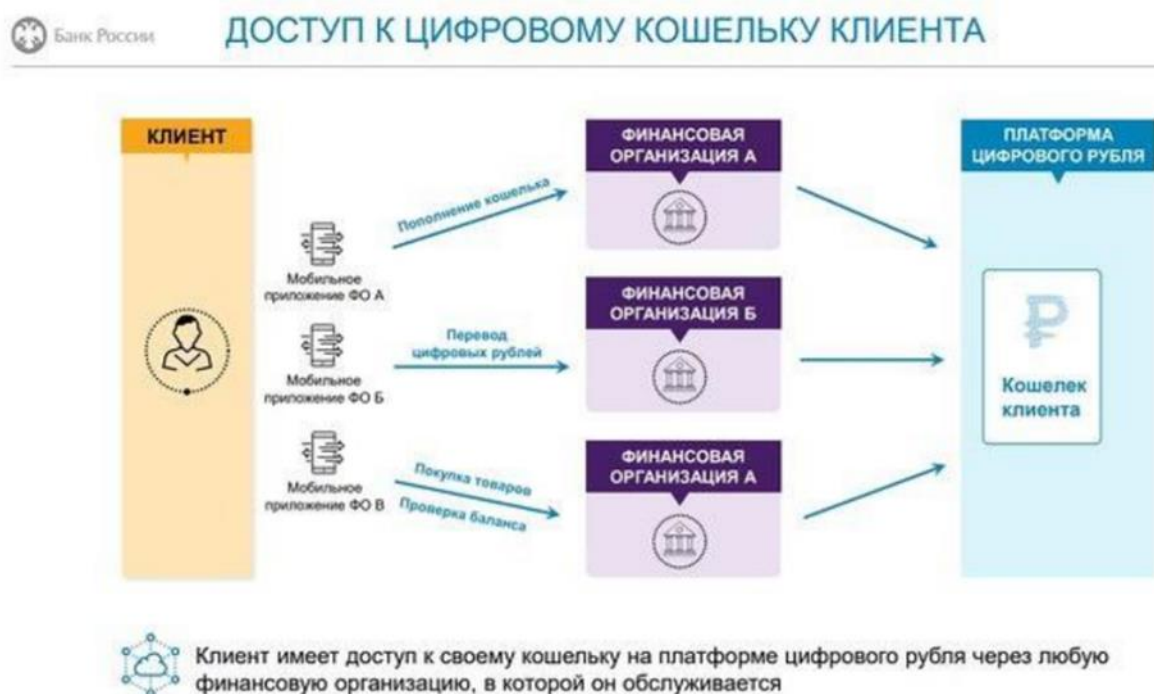 Банк России
ДОСТУП К ЦИФРОВОМУ КОШЕЛЬКУ КЛИЕНТА
КЛИЕНТ
Мобильное
приложение ФО А
Мобильное
приложение ФО Б
Мобильное
приложение ФО В
Пополнение кошелька
Перевод
цифровых рублей
Покупка товаров
Проверка баланса
ФИНАНСОВАЯ
ОРГАНИЗАЦИЯ А
ФИНАНСОВАЯ
ОРГАНИЗАЦИЯ Б
ФИНАНСОВАЯ
ОРГАНИЗАЦИЯ А
ПЛАТФОРМА
ЦИФРОВОГО РУБЛЯ
Кошелек
клиента
Клиент имеет доступ к своему кошельку на платформе цифрового рубля через любую
финансовую организацию, в которой он обслуживается